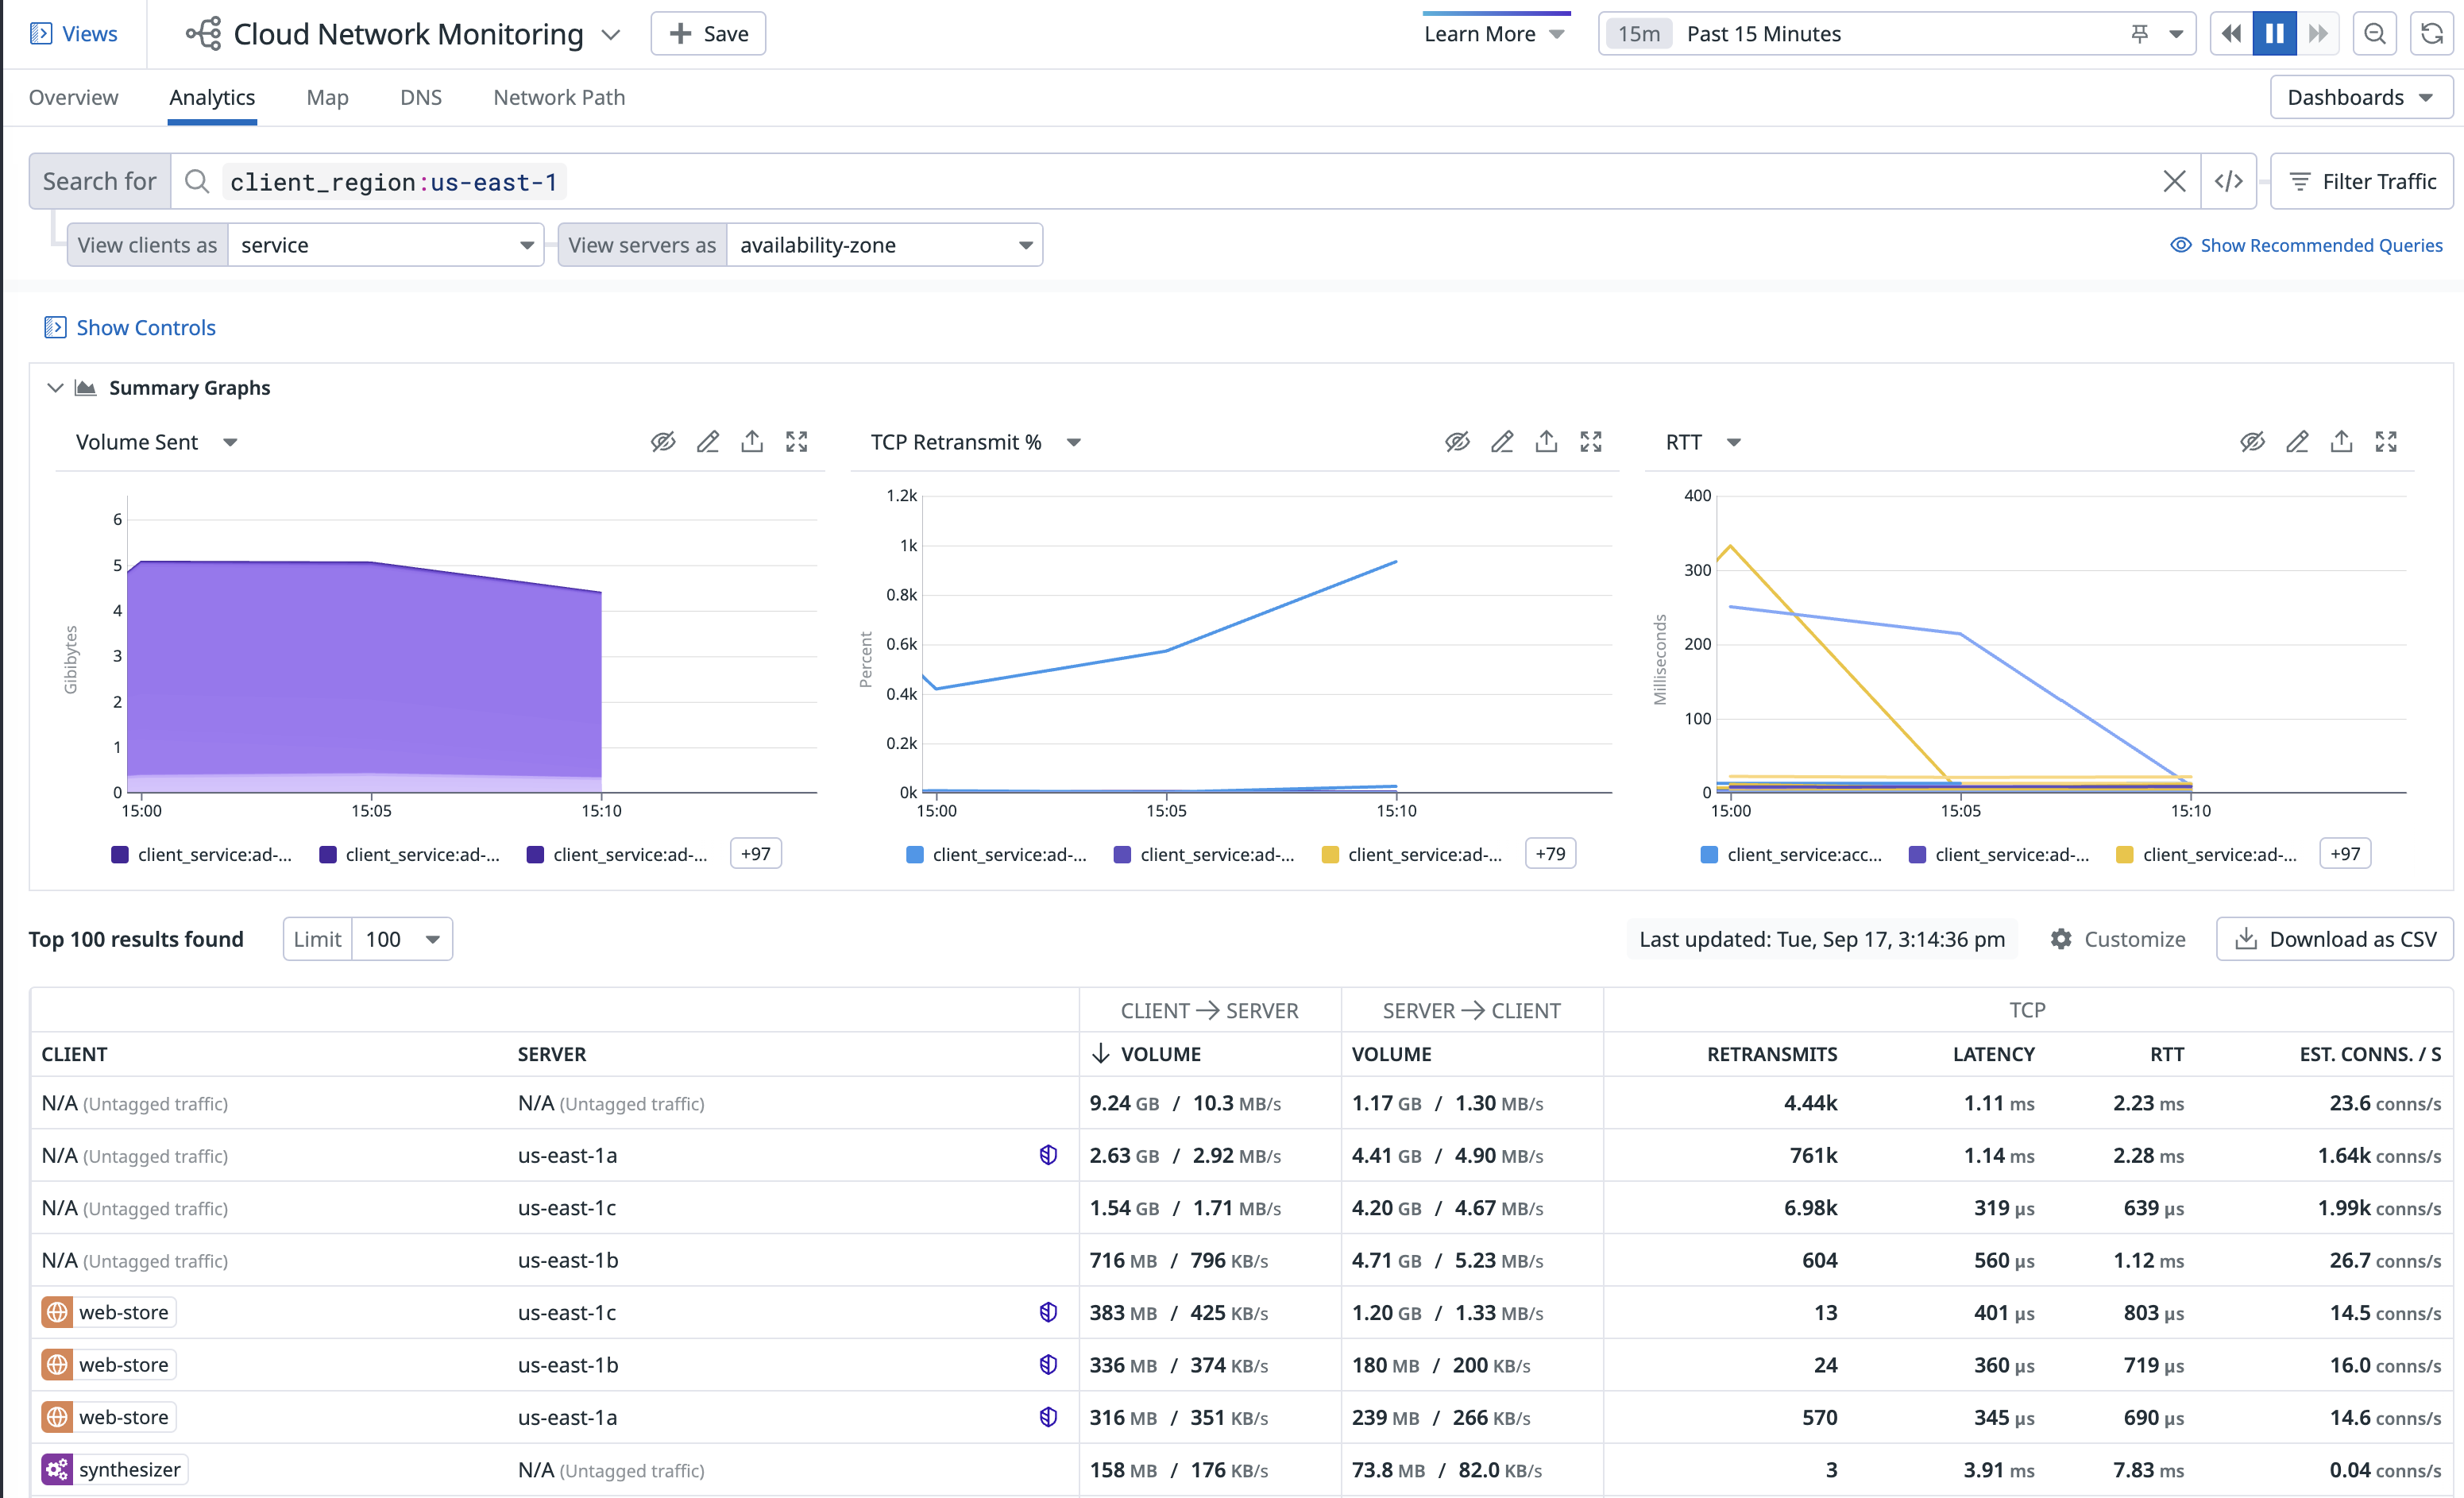 Views
Cloud Network Monitoring
Save
Learn More
15m Past 15 Minutes
Overview Analytics Map DNS Network Path
Dashboards
Search for client_region:us-east-1
Filter Traffic
View clients as service View servers as availability-zone
Show Recommended Queries
Show Controls
Summary Graphs
Volume Sent
Gibibytes
6
5
4
3
2
1
0
15:00 15:05 15:10
client_service:ad-... client_service:ad-... client_service:ad-... +97
TCP Retransmit %
Percent
1.2k
1k
0.8k
0.6k
0.4k
0.2k
0k
15:00 15:05 15:10
client_service:ad-... client_service:ad-... client_service:ad-... +79
RTT
Milliseconds
400
300
200
100
0
15:00 15:05 15:10
client_service:acc... client_service:ad-... client_service:ad-... +97
Top 100 results found Limit 100
Last updated: Tue, Sep 17, 3:14:36 pm Customize Download as CSV
CLIENT → SERVER SERVER → CLIENT TCP
CLIENT SERVER ↓ VOLUME VOLUME RETRANSMITS LATENCY RTT EST. CONNS. / S
N/A (Untagged traffic) N/A (Untagged traffic) 9.24 GB / 10.3 MB/s 1.17 GB / 1.30 MB/s 4.44k 1.11 ms 2.23 ms 23.6 conns/s
N/A (Untagged traffic) us-east-1a 2.63 GB / 2.92 MB/s 4.41 GB / 4.90 MB/s 761k 1.14 ms 2.28 ms 1.64k conns/s
N/A (Untagged traffic) us-east-1c 1.54 GB / 1.71 MB/s 4.20 GB / 4.67 MB/s 6.98k 319 µs 639 µs 1.99k conns/s
N/A (Untagged traffic) us-east-1b 716 MB / 796 KB/s 4.71 GB / 5.23 MB/s 604 560 µs 1.12 ms 26.7 conns/s
web-store us-east-1c 383 MB / 425 KB/s 1.20 GB / 1.33 MB/s 13 401 µs 803 µs 14.5 conns/s
web-store us-east-1b 336 MB / 374 KB/s 180 MB / 200 KB/s 24 360 µs 719 µs 16.0 conns/s
web-store us-east-1a 316 MB / 351 KB/s 239 MB / 266 KB/s 570 345 µs 690 µs 14.6 conns/s
synthesizer N/A (Untagged traffic) 158 MB / 176 KB/s 73.8 MB / 82.0 KB/s 3 3.91 ms 7.83 ms 0.04 conns/s